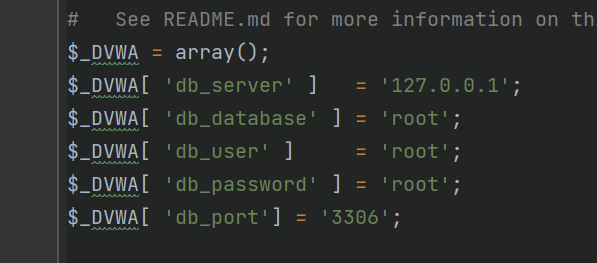 #   See README.md for more information on th
$_DVWA = array();
$_DVWA[ 'db_server' ]   = '127.0.0.1';
$_DVWA[ 'db_database' ] = 'root';
$_DVWA[ 'db_user' ]     = 'root';
$_DVWA[ 'db_password' ] = 'root';
$_DVWA[ 'db_port'] = '3306';